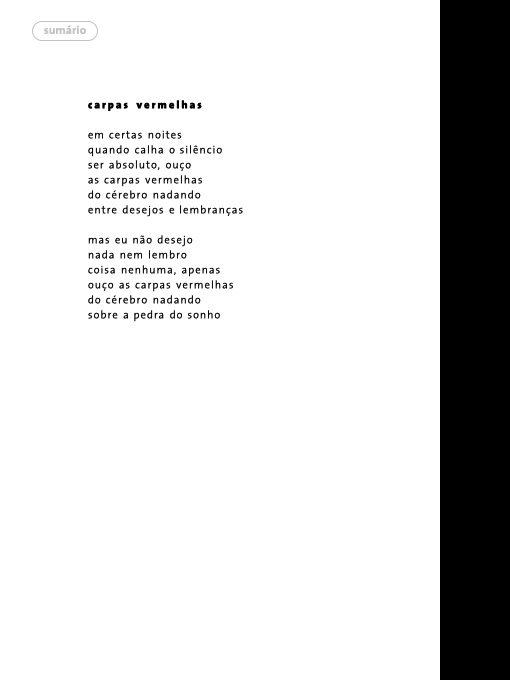 sumário
carpas vermelhas
em certas noites
quando calha o silêncio
ser absoluto, ouço
as carpas vermelhas
do cérebro nadando
entre desejos e lembranças
mas eu não desejo
nada nem lembro
coisa nenhuma, apenas
ouço as carpas vermelhas
do cérebro nadando
sobre a pedra do sonho